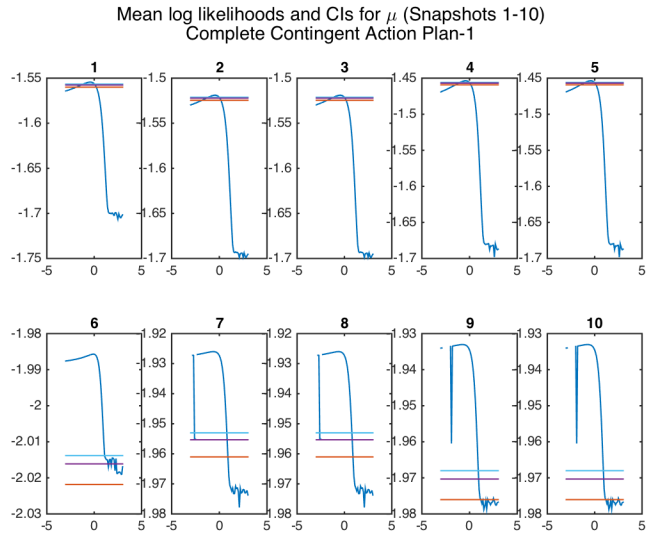 Mean log likelihoods and CIs for μ (Snapshots 1-10)
Complete Contingent Action Plan-1
1 2 3 4 5
-1.55 -1.5 -1.5 -1.45 -1.45
-1.6 -1.55 -1.55 -1.5 -1.5
-1.65 -1.6 -1.6 -1.55 -1.55
-1.7 -1.65 -1.65 -1.6 -1.6
-1.65 -1.65
-1.75 -1.7 -1.7 -1.7 -1.7
-5 0 5 -5 0 5 -5 0 5 -5 0 5 -5 0 5
6 7 8 9 10
-1.98 -1.92 -1.92 -1.93 -1.93
-1.99 -1.93 -1.93 -1.94 -1.94
-2 -1.94 -1.94 -1.95 -1.95
-2.01 -1.95 -1.95 -1.96 -1.96
-2.02 -1.96 -1.96 -1.97 -1.97
-1.97 -1.97
-2.03 -1.98 -1.98 -1.98 -1.98
-5 0 5 -5 0 5 -5 0 5 -5 0 5 -5 0 5